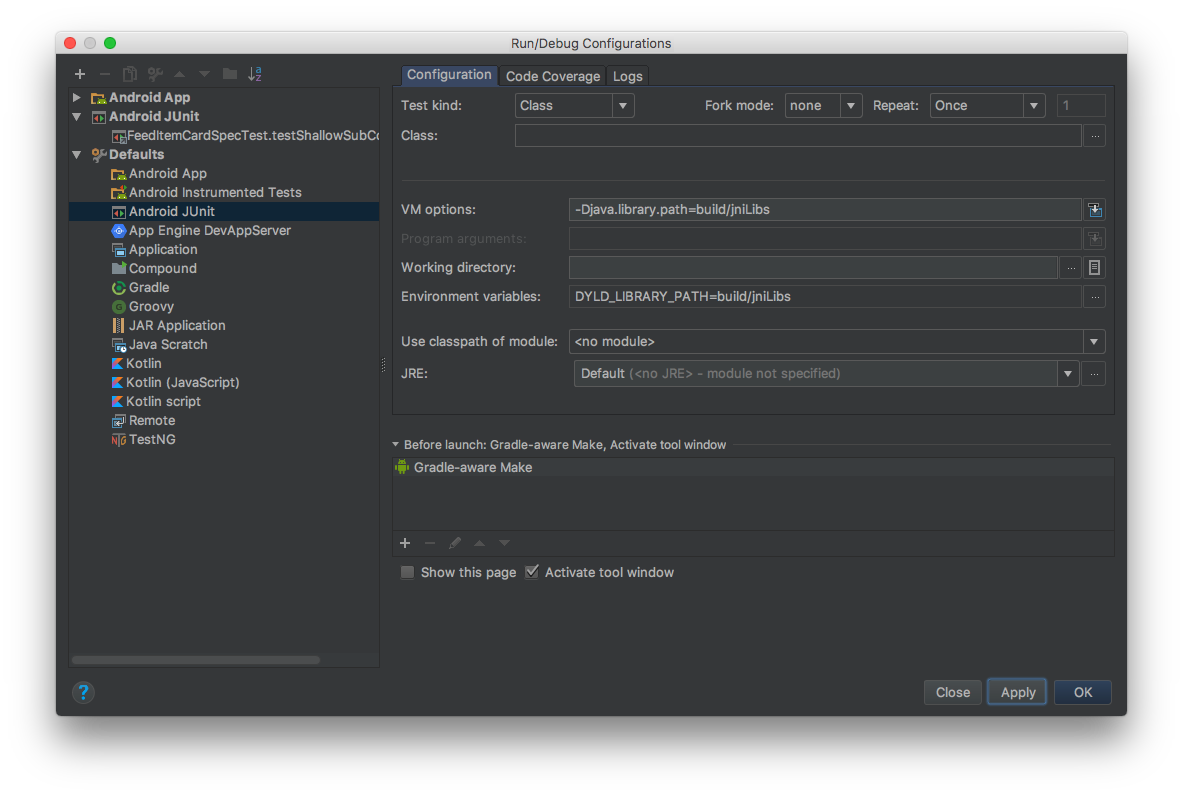 Run/Debug Configurations
Android App
Android JUnit
FeedItemCardSpecTest.testShallowSubCo
Defaults
Android App
Android Instrumented Tests
Android JUnit
App Engine DevAppServer
Application
Compound
Gradle
Groovy
JAR Application
Java Scratch
Kotlin
Kotlin (JavaScript)
Kotlin script
Remote
TestNG
Configuration Code Coverage Logs
Test kind: Class Fork mode: none Repeat: Once 1
Class:
VM options: -Djava.library.path=build/jniLibs
Program arguments:
Working directory:
Environment variables: DYLD_LIBRARY_PATH=build/jniLibs
Use classpath of module: <no module>
JRE: Default (<no JRE> - module not specified)
Before launch: Gradle-aware Make, Activate tool window
Gradle-aware Make
Show this page Activate tool window
? Close Apply OK